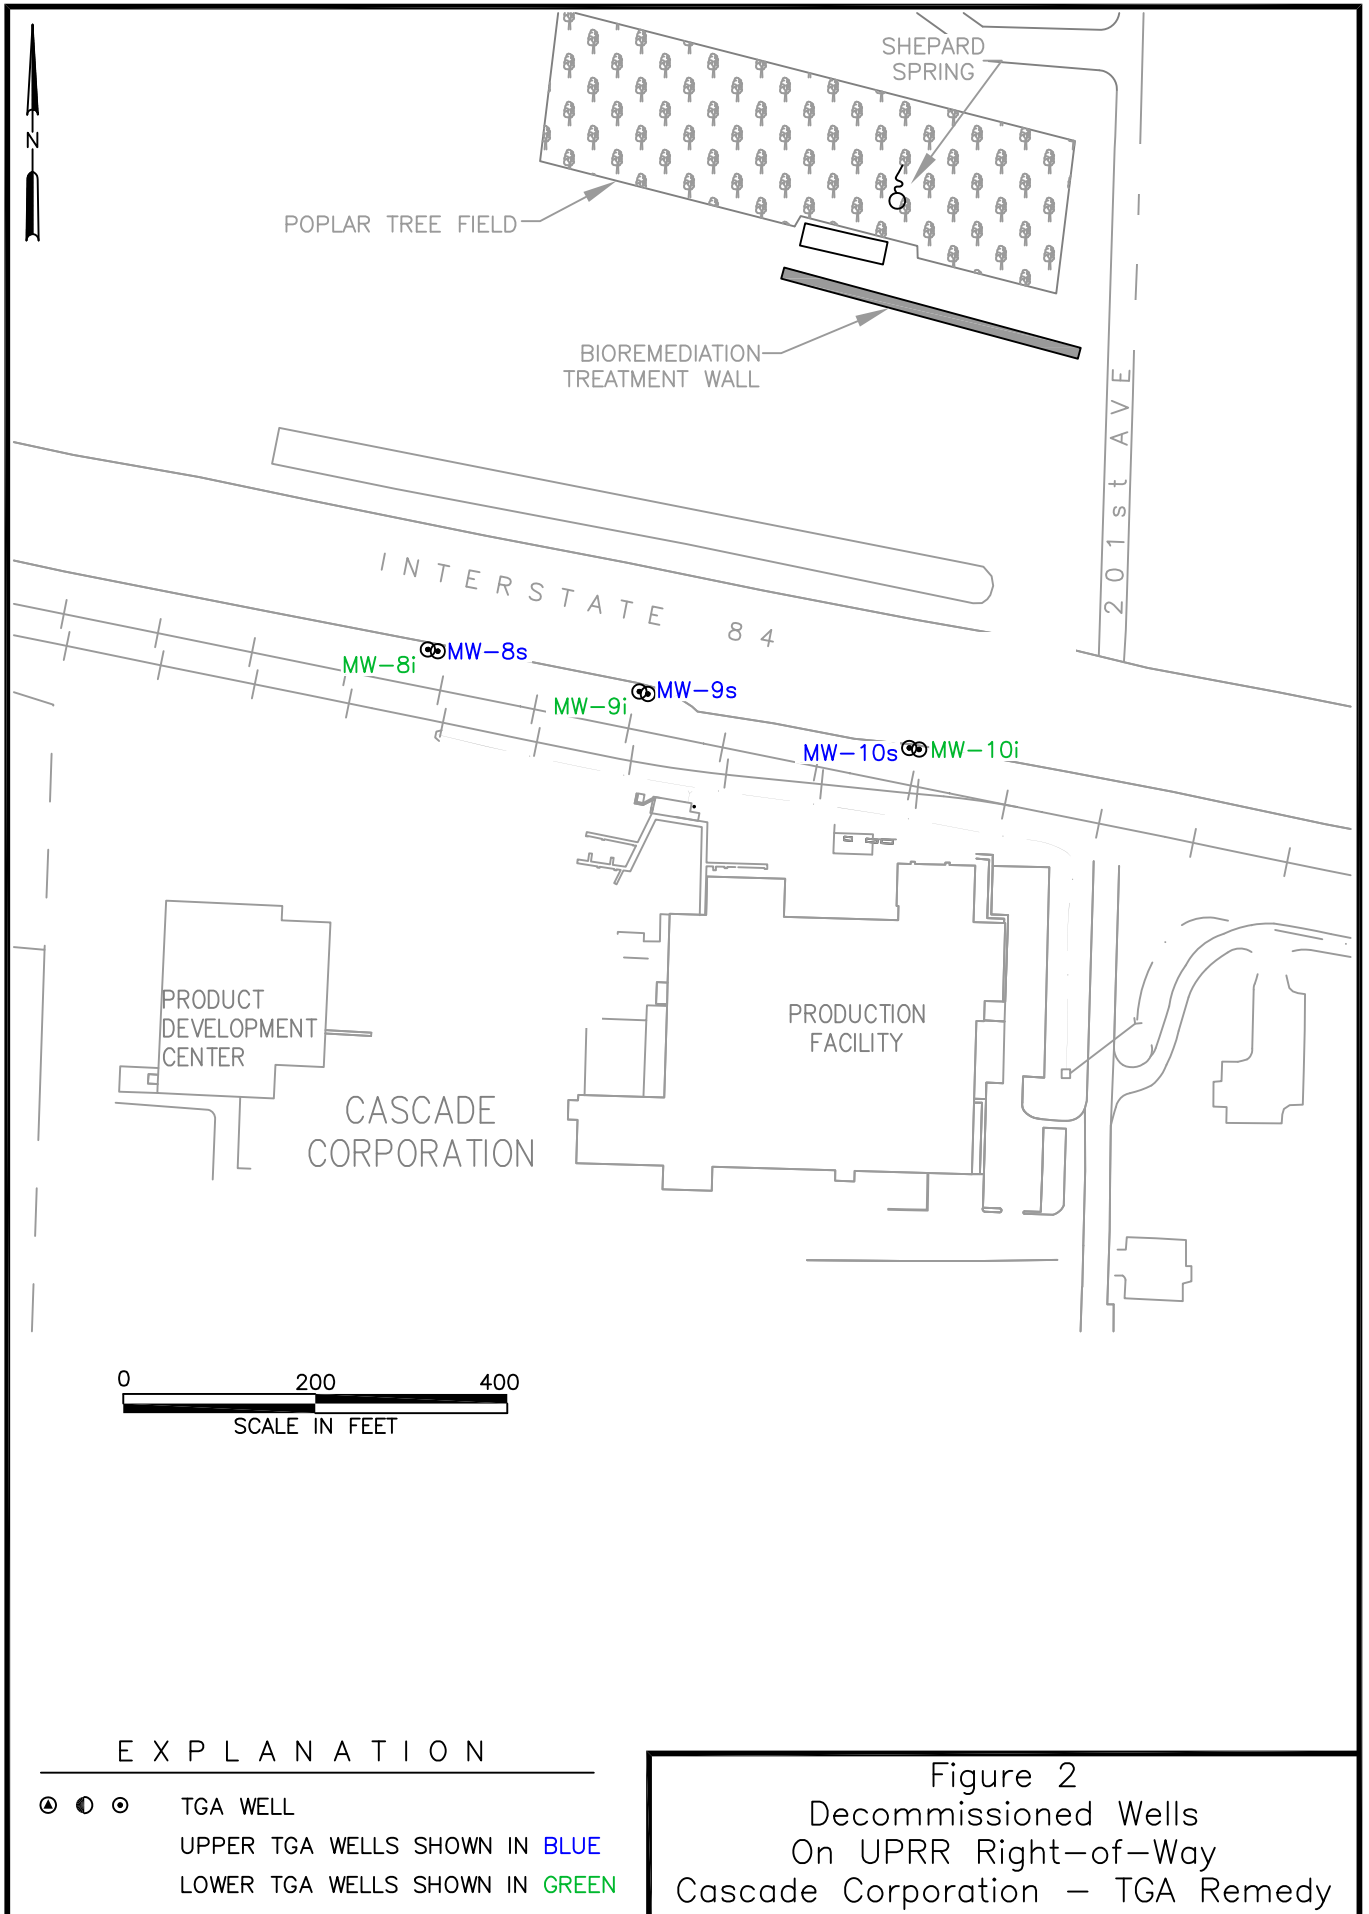 SHEPARD
SPRING
N
POPLAR TREE FIELD
BIOREMEDIATION
TREATMENT WALL
201st AVE
INTERSTATE 84
MW-8s
MW-8i
MW-9s
MW-9i
MW-10s
MW-10i
PRODUCT
DEVELOPMENT
CENTER
PRODUCTION
FACILITY
CASCADE
CORPORATION
0 200 400
SCALE IN FEET
EXPLANATION
TGA WELL
UPPER TGA WELLS SHOWN IN BLUE
LOWER TGA WELLS SHOWN IN GREEN
Figure 2
Decommissioned Wells
On UPRR Right-of-Way
Cascade Corporation - TGA Remedy